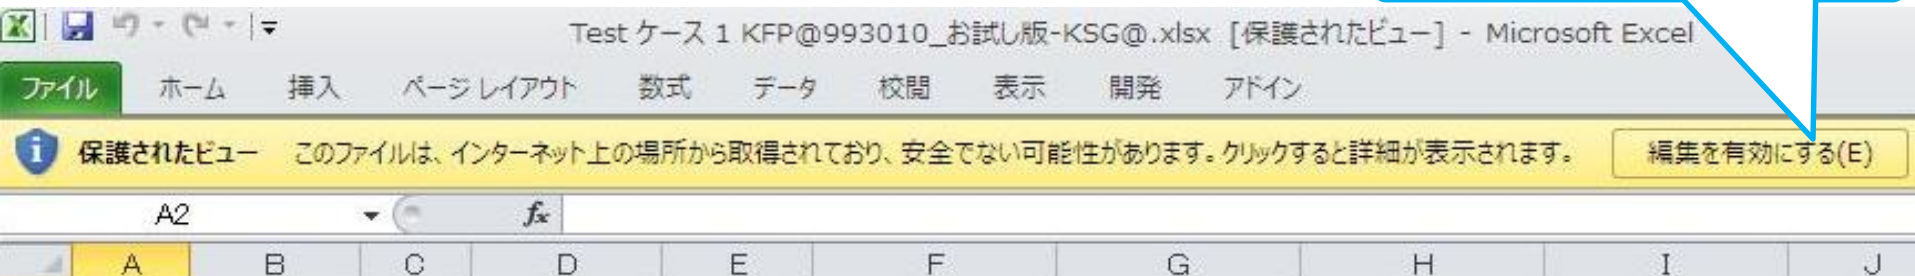 Test ケース 1 KFP@993010_お試し版-KSG@.xlsx [保護されたビュー] - Microsoft Excel
ファイル ホーム 挿入 ページ レイアウト 数式 データ 校閲 表示 開発 アドイン
保護されたビュー このファイルは、インターネット上の場所から取得されており、安全でない可能性があります。クリックすると詳細が表示されます。 編集を有効にする(E)
A2 fx
A B C D E F G H I J